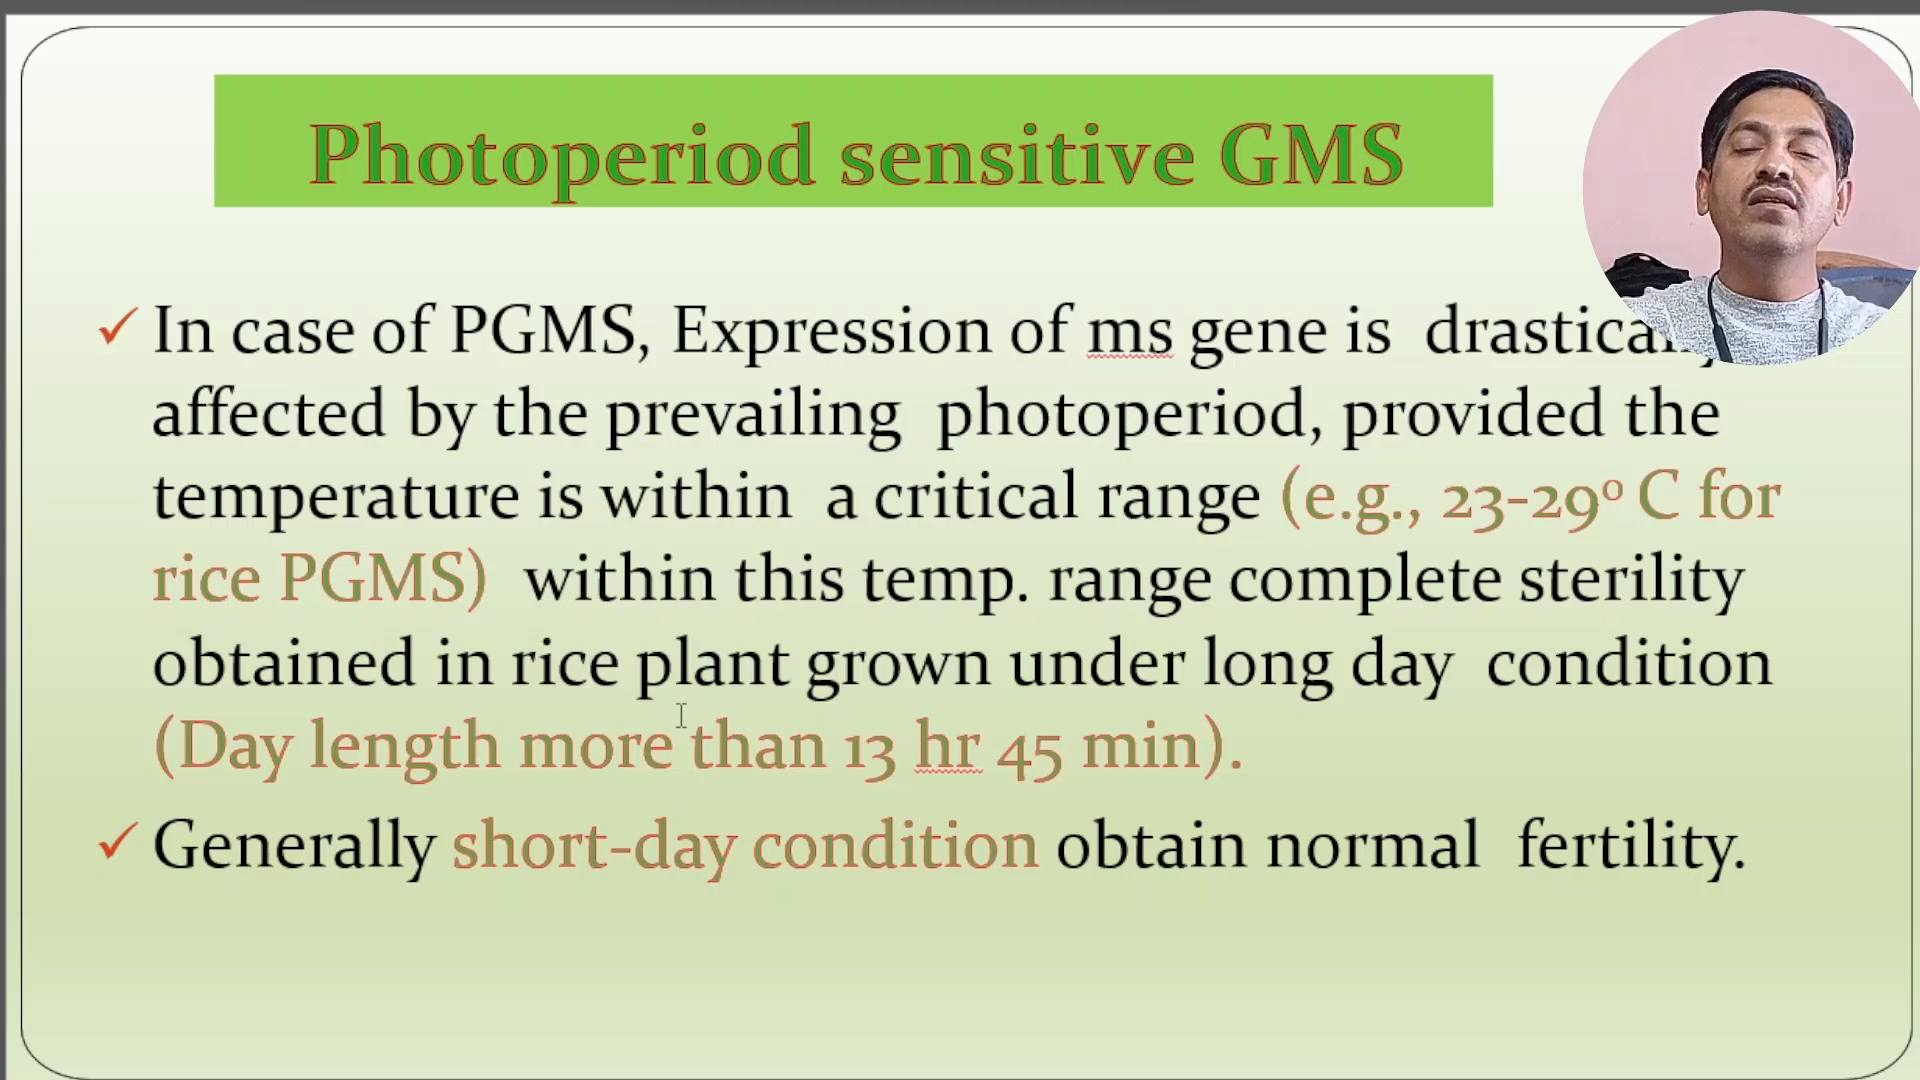 Photoperiod sensitive GMS
In case of PGMS, Expression of ms gene is drastically
affected by the prevailing photoperiod, provided the
temperature is within a critical range (e.g., 23-29º C for
rice PGMS) within this temp. range complete sterility
obtained in rice plant grown under long day condition
(Day length more than 13 hr 45 min).
Generally short-day condition obtain normal fertility.